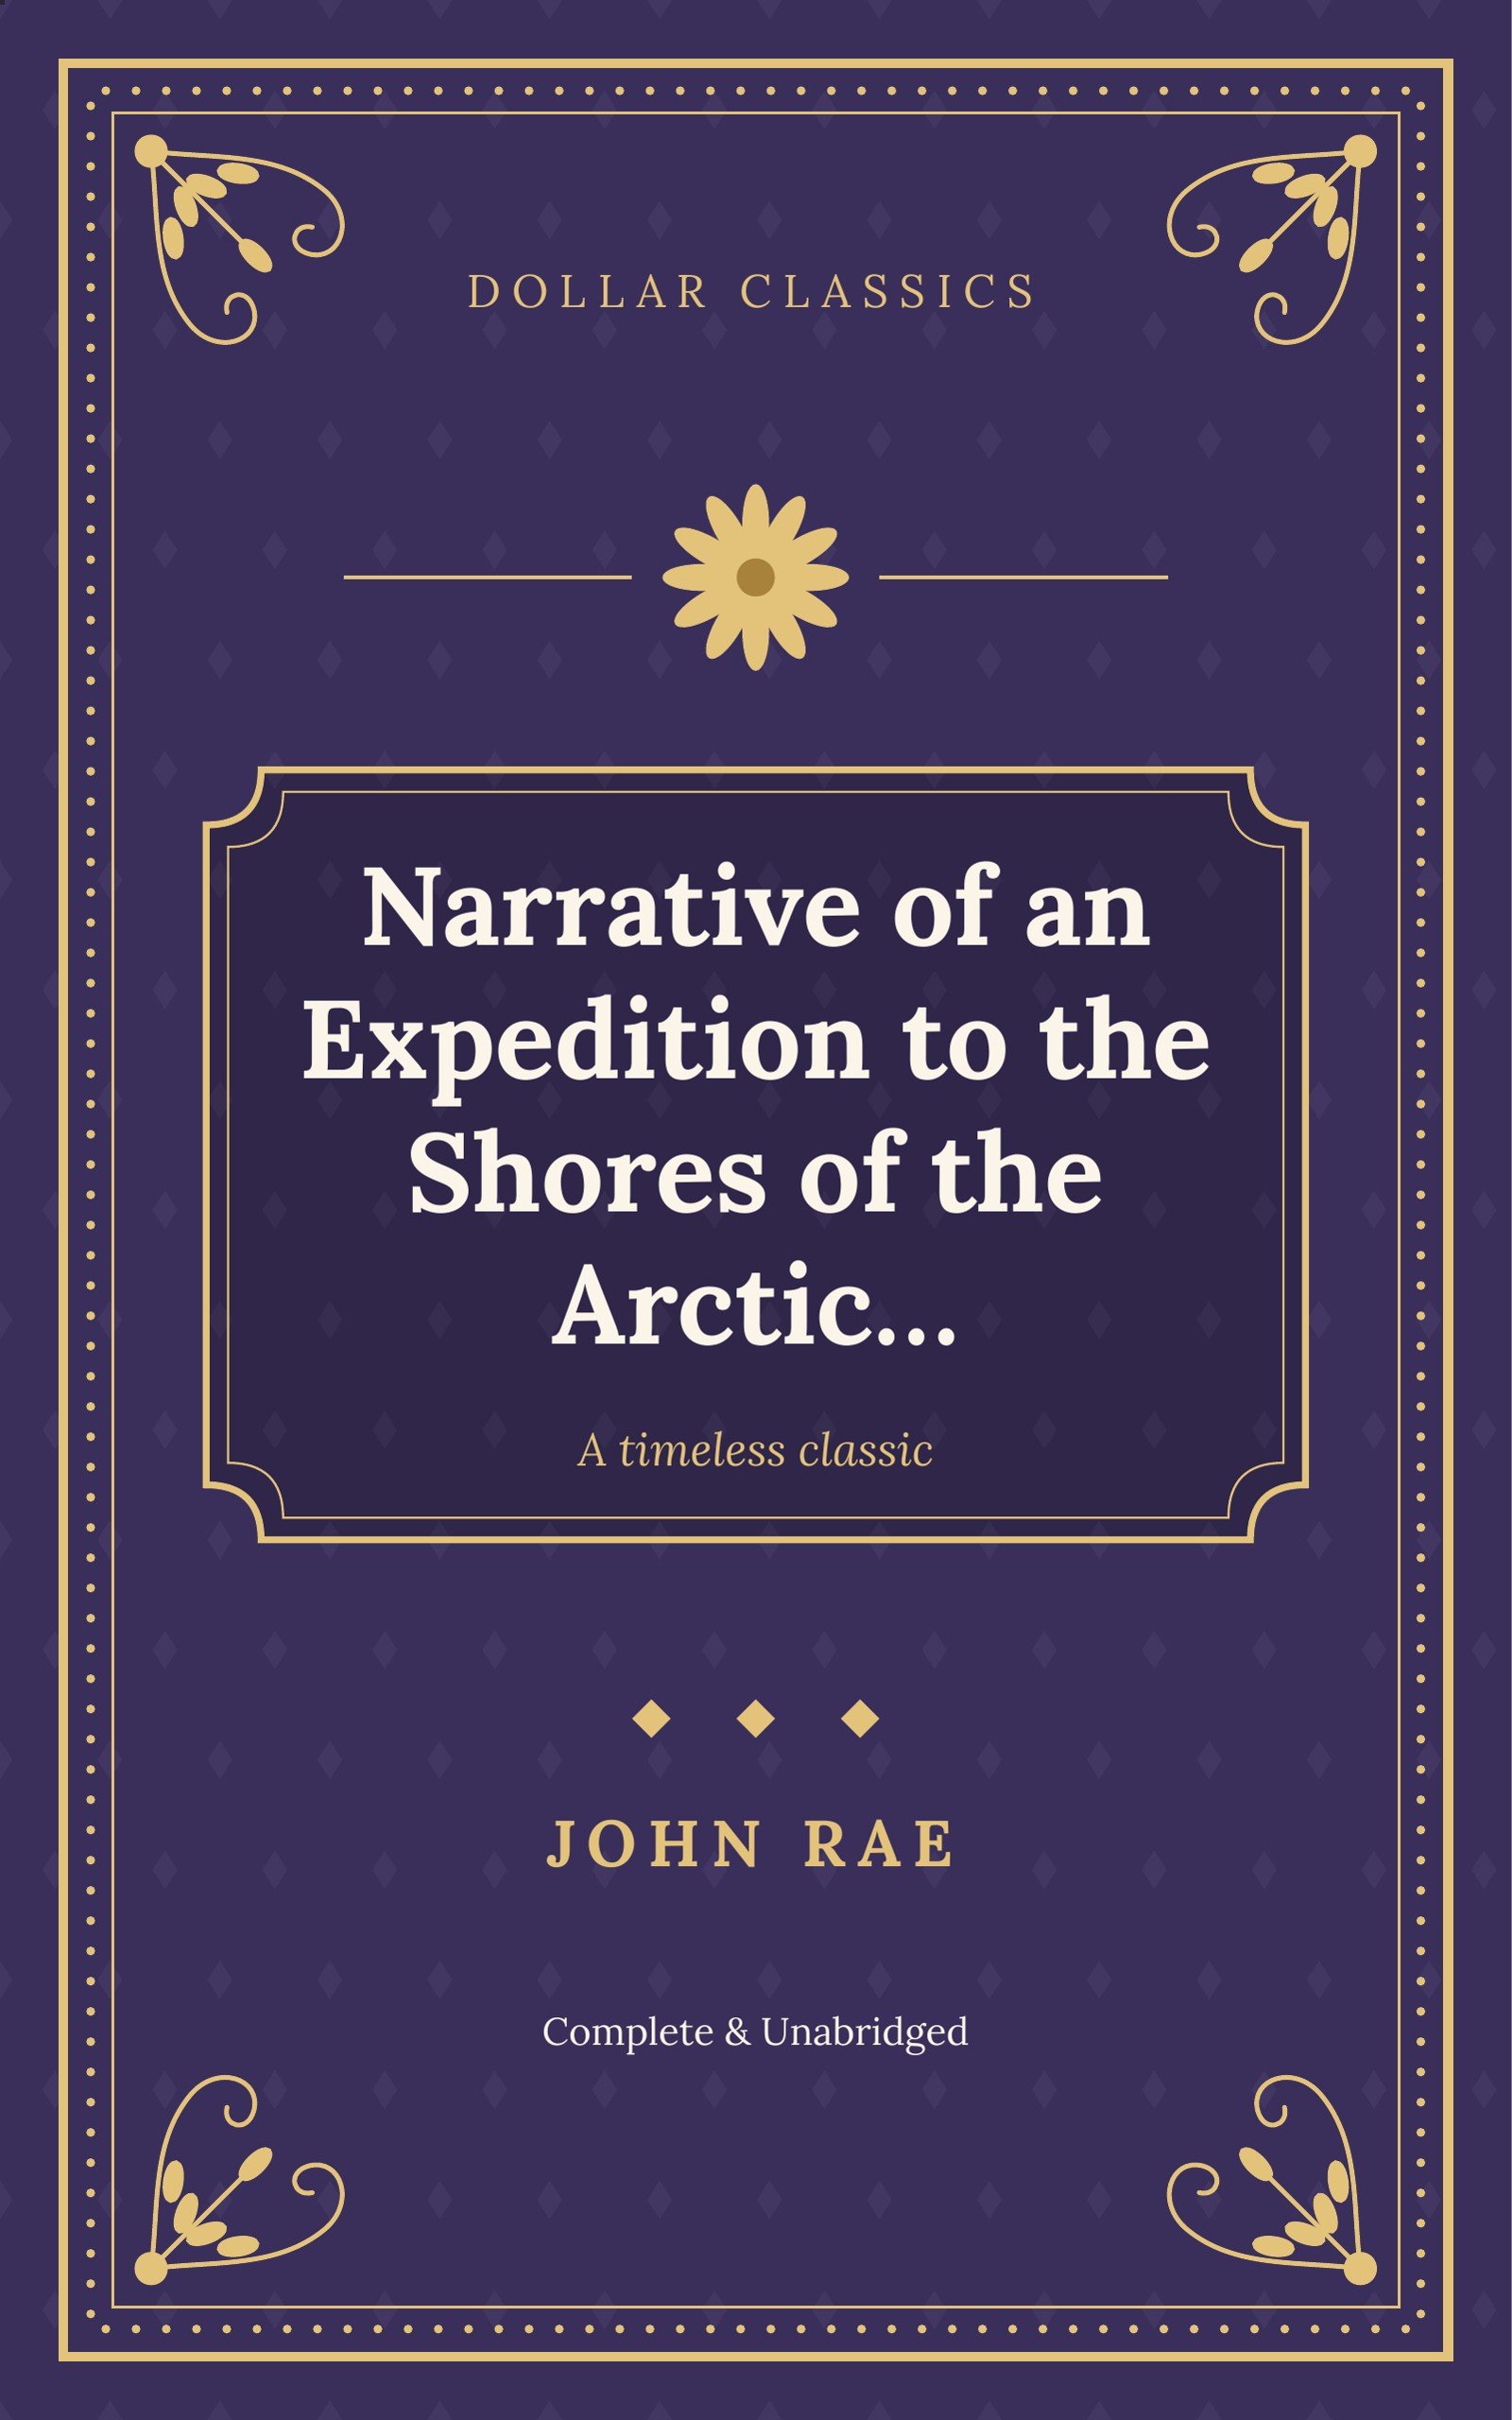 DOLLAR CLASSICS
Narrative of an
Expedition to the
Shores of the
Arctic...
A timeless classic
JOHN RAE
Complete & Unabridged